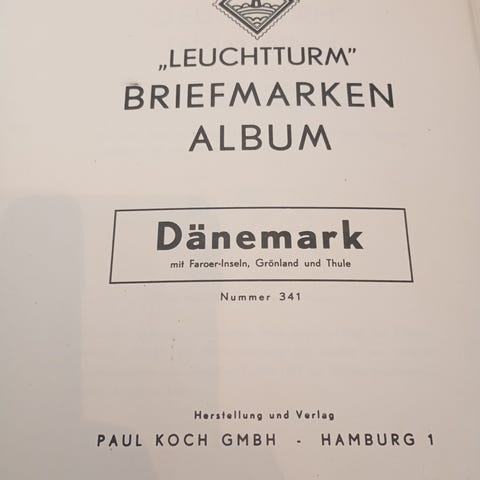 „LEUCHTTURM”
BRIEFMARKEN
ALBUM
Dänemark
mit Faroer-Inseln, Grönland und Thule
Nummer 341
Herstellung und Verlag
PAUL KOCH GMBH - HAMBURG 1